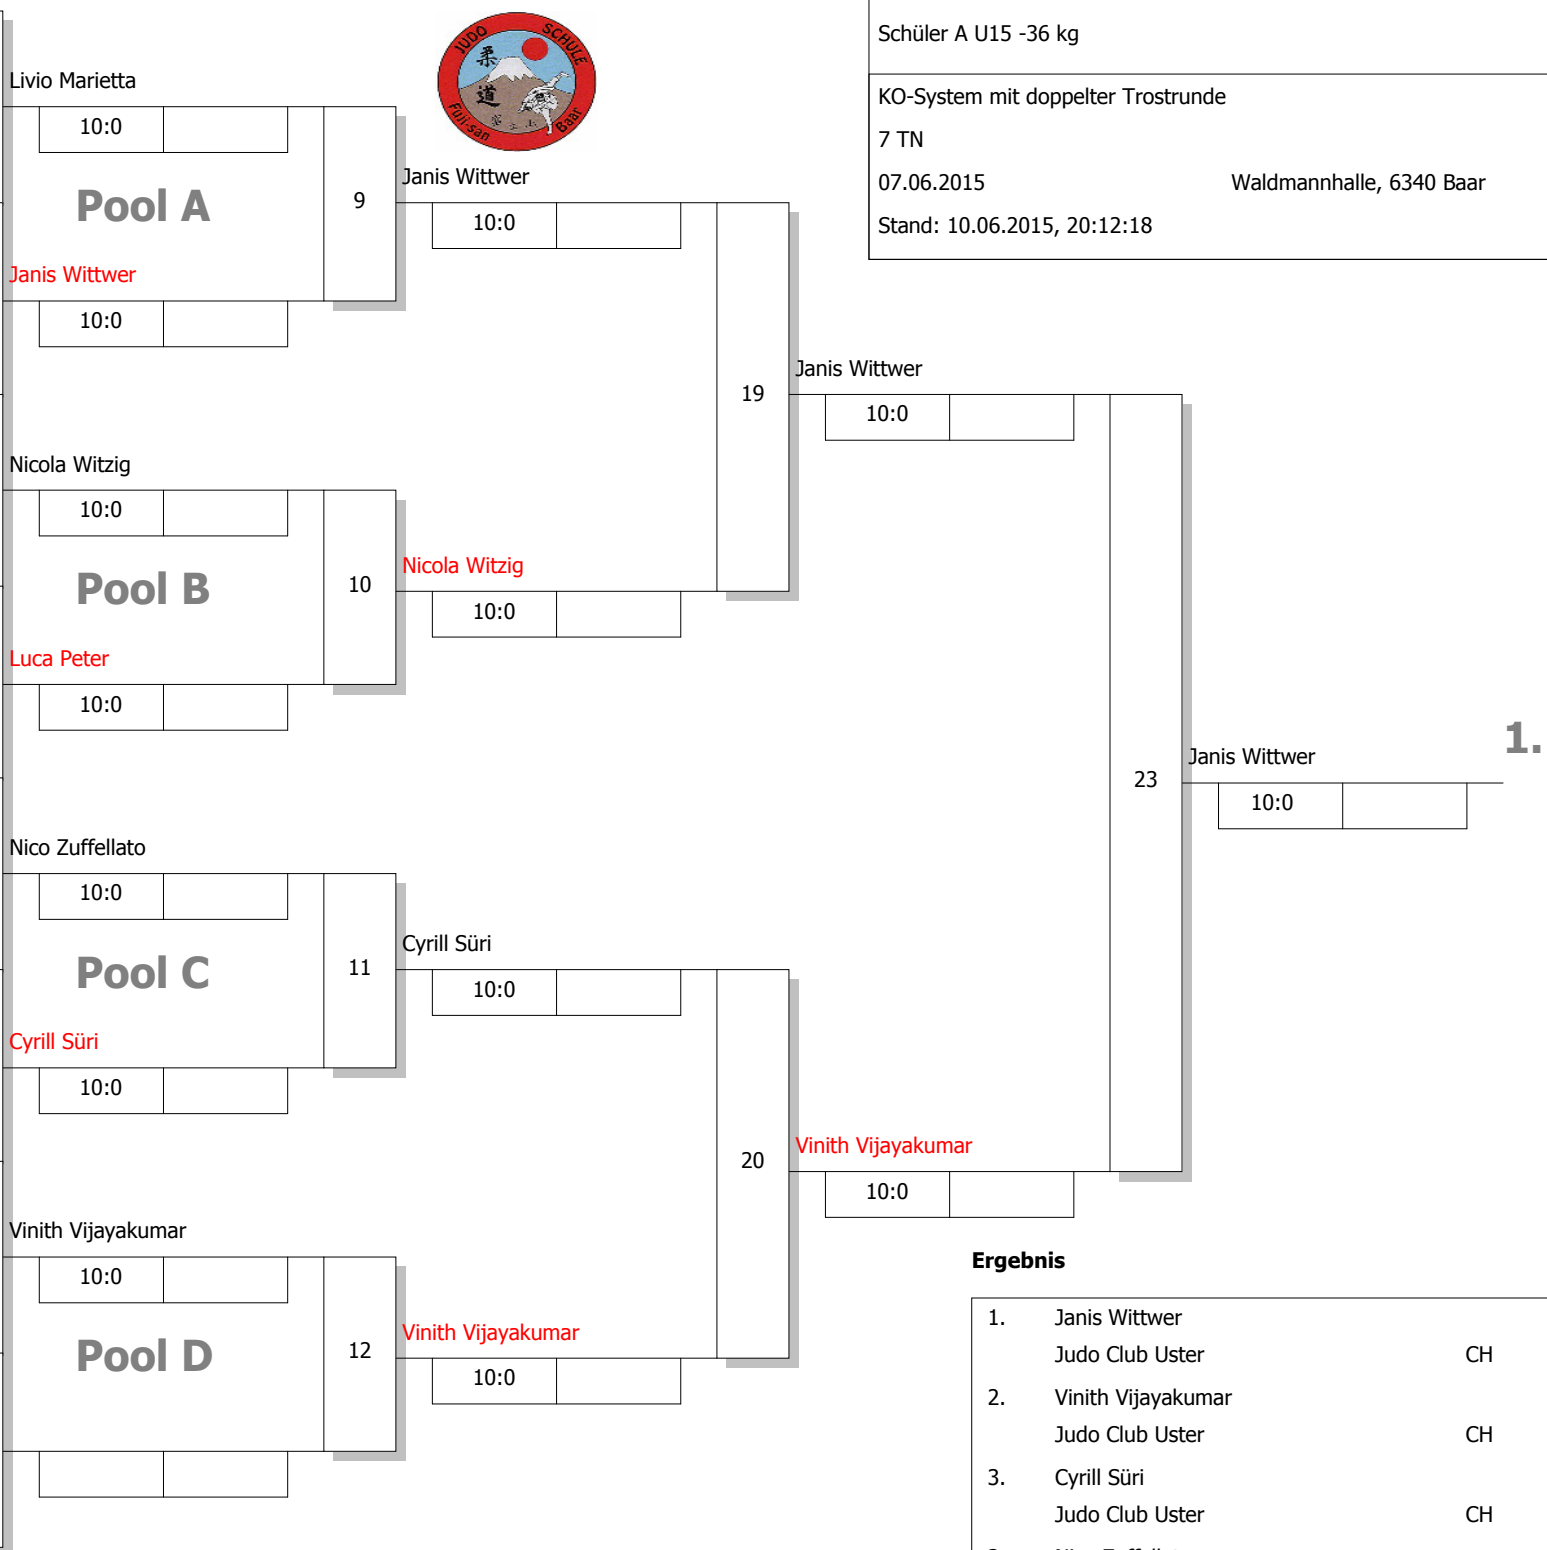 JUDO SCHULE
柔
道
Fuji-san Baar
Schüler A U15 -36 kg
KO-System mit doppelter Trostrunde
7 TN
07.06.2015 Waldmannhalle, 6340 Baar
Stand: 10.06.2015, 20:12:18
Livio Marietta
10:0
Pool A
9
Janis Wittwer
10:0
Janis Wittwer
10:0
19
Janis Wittwer
10:0
Nicola Witzig
10:0
Pool B
10
Nicola Witzig
10:0
Luca Peter
10:0
23
Janis Wittwer
10:0
1.
Nico Zuffellato
10:0
Pool C
11
Cyrill Süri
10:0
Cyrill Süri
10:0
20
Vinith Vijayakumar
10:0
Vinith Vijayakumar
10:0
Pool D
12
Vinith Vijayakumar
10:0
Ergebnis
1. Janis Wittwer
Judo Club Uster CH
2. Vinith Vijayakumar
Judo Club Uster CH
3. Cyrill Süri
Judo Club Uster CH